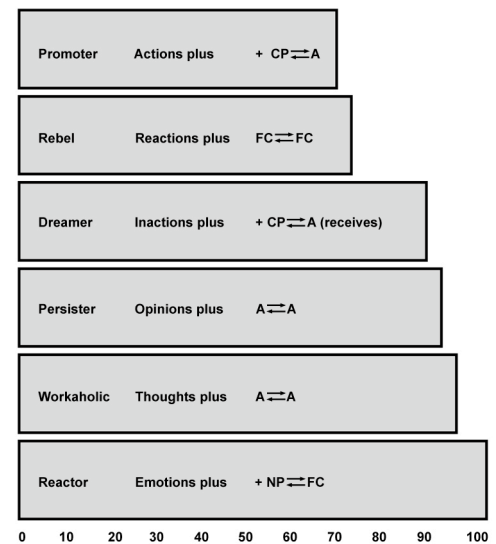 Promoter Actions plus + CP⇄A
Rebel Reactions plus FC⇄FC
Dreamer Inactions plus + CP⇄A (receives)
Persister Opinions plus A⇄A
Workaholic Thoughts plus A⇄A
Reactor Emotions plus + NP⇄FC
0 10 20 30 40 50 60 70 80 90 100